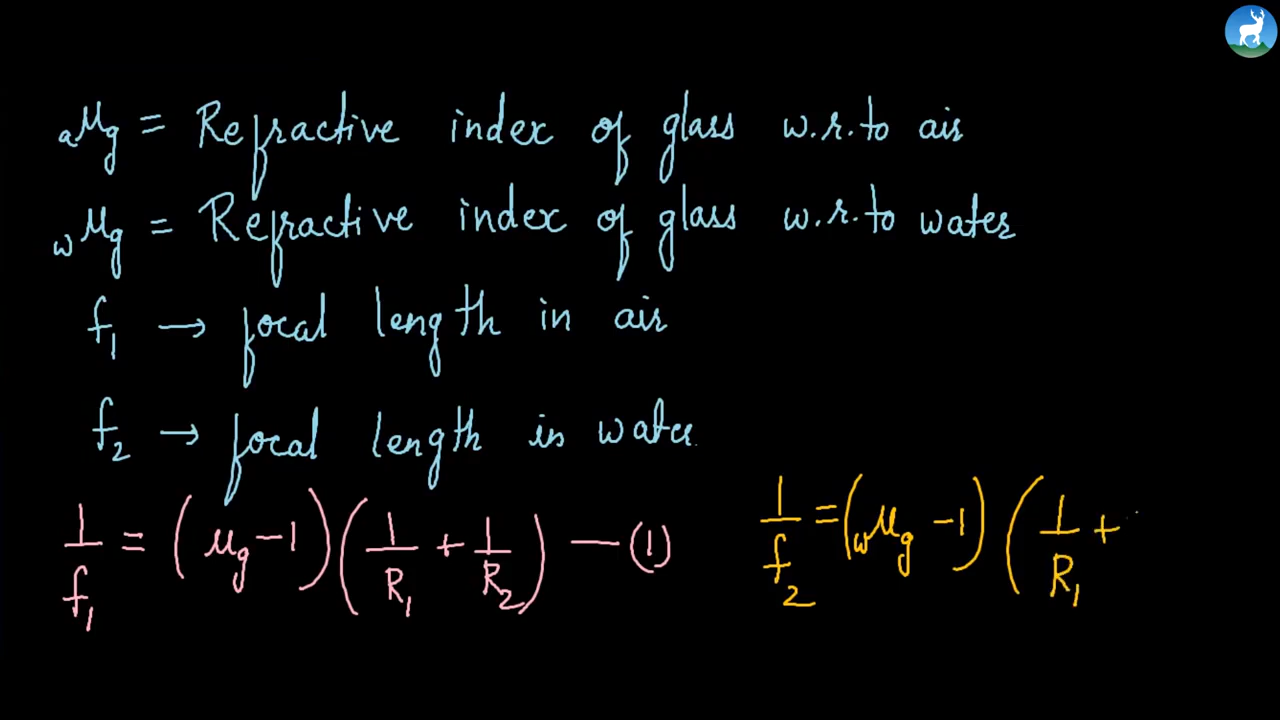 aμg = Refractive index of glass w.r.to air
wμg = Refractive index of glass w.r.to water
f1 → focal length in air
f2 → focal length in water
1/f1 = (μg - 1) (1/R1 + 1/R2) — (1)
1/f2 = (wμg - 1) (1/R1 +